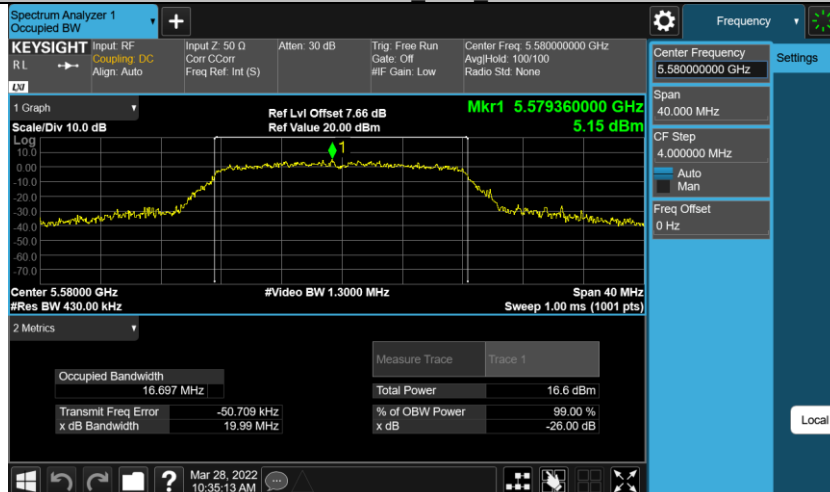 Spectrum Analyzer 1
Occupied BW
+
Frequency
KEYSIGHT
RL
LXI
Input: RF
Coupling: DC
Align: Auto
Input Z: 50 Ω
Corr CCorr
Freq Ref: Int (S)
Atten: 30 dB
Trig: Free Run
Gate: Off
#IF Gain: Low
Center Freq: 5.580000000 GHz
Avg|Hold: 100/100
Radio Std: None
Center Frequency
5.580000000 GHz
Settings
Span
40.000 MHz
CF Step
4.000000 MHz
Auto
Man
Freq Offset
0 Hz
Local
1 Graph
Scale/Div 10.0 dB
Ref Lvl Offset 7.66 dB
Ref Value 20.00 dBm
Mkr1 5.579360000 GHz
5.15 dBm
Log
10.0
0.00
-10.0
-20.0
-30.0
-40.0
-50.0
-60.0
-70.0
1
Center 5.58000 GHz
#Res BW 430.00 kHz
#Video BW 1.3000 MHz
Span 40 MHz
Sweep 1.00 ms (1001 pts)
2 Metrics
Measure Trace Trace 1
Occupied Bandwidth
16.697 MHz
Total Power 16.6 dBm
Transmit Freq Error -50.709 kHz
% of OBW Power 99.00 %
x dB Bandwidth 19.99 MHz
x dB -26.00 dB
?
Mar 28, 2022
10:35:13 AM